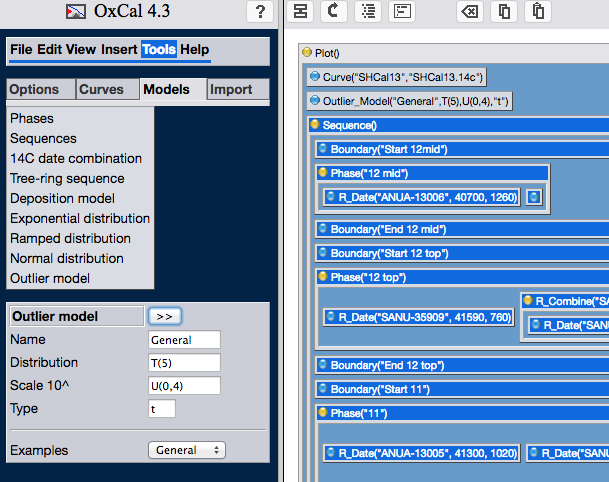 OxCal 4.3
?
File Edit View Insert Tools Help
Options Curves Models Import
Phases
Sequences
14C date combination
Tree-ring sequence
Deposition model
Exponential distribution
Ramped distribution
Normal distribution
Outlier model
Outlier model >>
Name General
Distribution T(5)
Scale 10^ U(0,4)
Type t
Examples General
Plot()
Curve("SHCal13","SHCal13.14c")
Outlier_Model("General",T(5),U(0,4),"t")
Sequence()
Boundary("Start 12mid")
Phase("12 mid")
R_Date("ANUA-13006", 40700, 1260)
Boundary("End 12 mid")
Boundary("Start 12 top")
Phase("12 top")
R_Combine("SA
R_Date("SANU-35909", 41590, 760)
R_Date("SANU
Boundary("End 12 top")
Boundary("Start 11")
Phase("11")
R_Date("ANUA-13005", 41300, 1020) R_Date("SAN